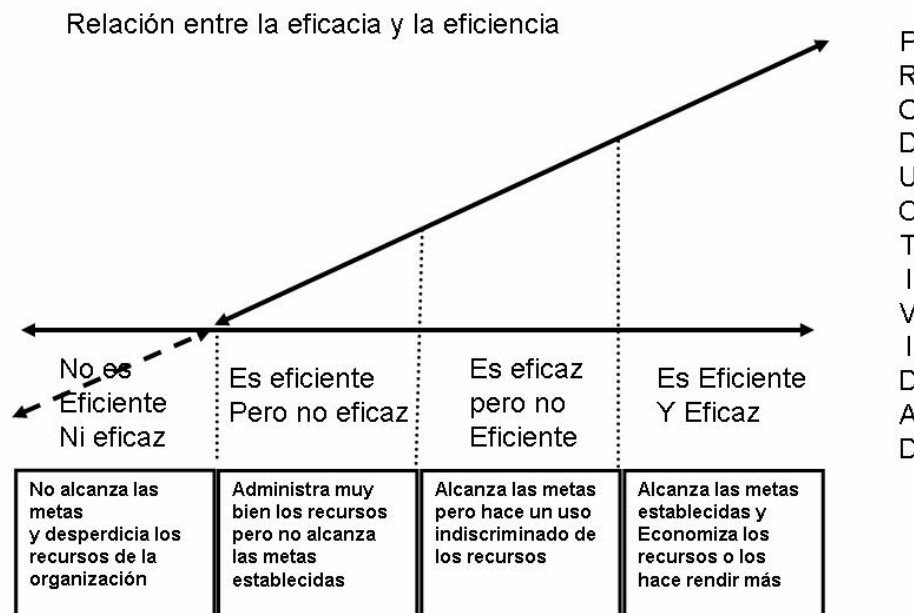 Relación entre la eficacia y la eficiencia
P
R
O
D
U
C
T
I
V
I
D
A
D
No es
Eficiente
Ni eficaz
Es eficiente
Pero no eficaz
Es eficaz
pero no
Eficiente
Es Eficiente
Y Eficaz
No alcanza las
metas
y desperdicia los
recursos de la
organización
Administra muy
bien los recursos
pero no alcanza
las metas
establecidas
Alcanza las metas
pero hace un uso
indiscriminado de
los recursos
Alcanza las metas
establecidas y
Economiza los
recursos o los
hace rendir más